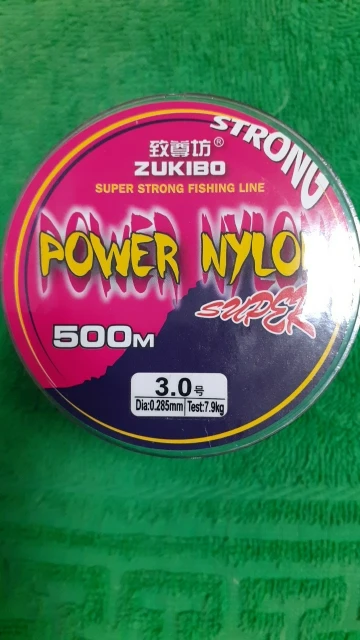 STRONG
致尊坊®
ZUKIBO
SUPER STRONG FISHING LINE
POWER NYLON
SUPER
500M
3.0号
Dia:0.285mm Test:7.9kg